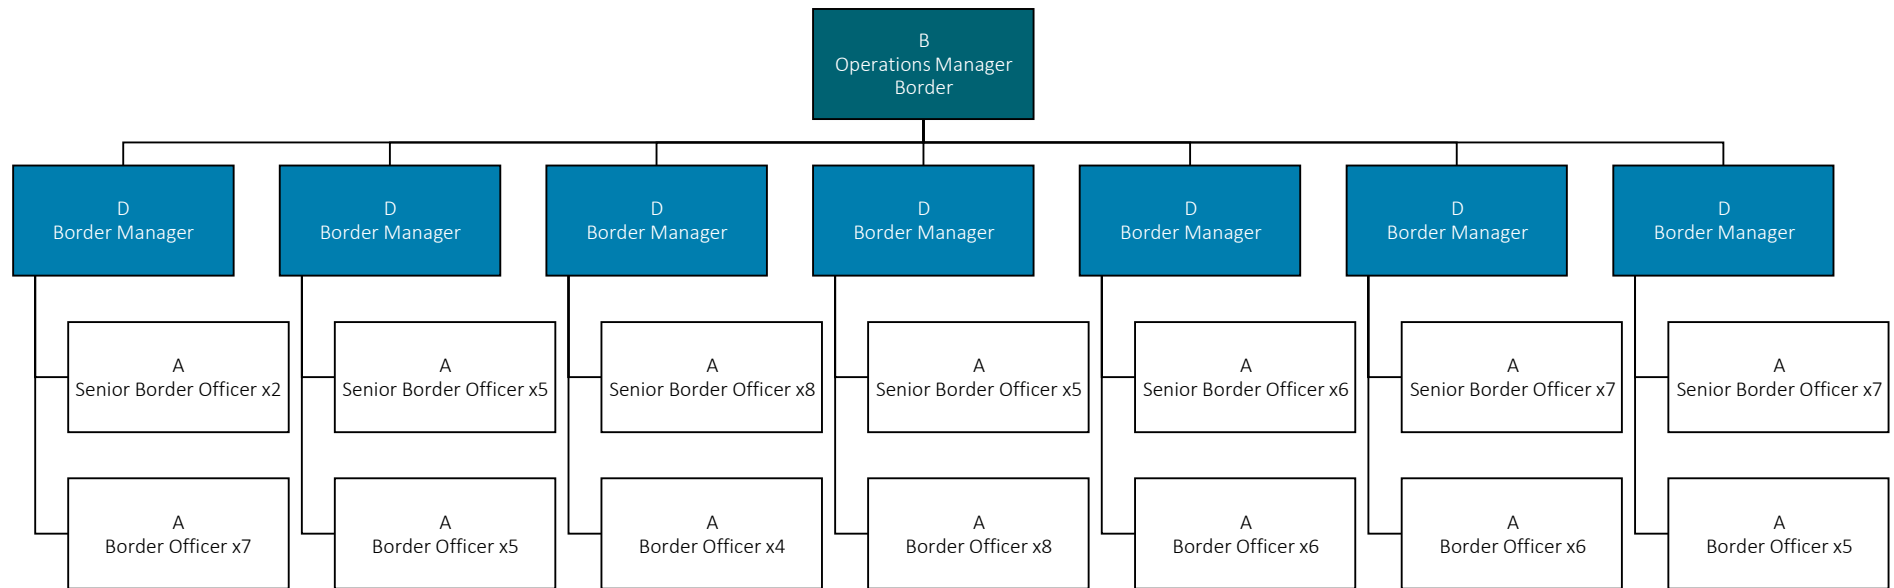 B
Operations Manager
Border
D
Border Manager
D
Border Manager
D
Border Manager
D
Border Manager
D
Border Manager
D
Border Manager
D
Border Manager
A
Senior Border Officer x2
A
Senior Border Officer x5
A
Senior Border Officer x8
A
Senior Border Officer x5
A
Senior Border Officer x6
A
Senior Border Officer x7
A
Senior Border Officer x7
A
Border Officer x7
A
Border Officer x5
A
Border Officer x4
A
Border Officer x8
A
Border Officer x6
A
Border Officer x6
A
Border Officer x5